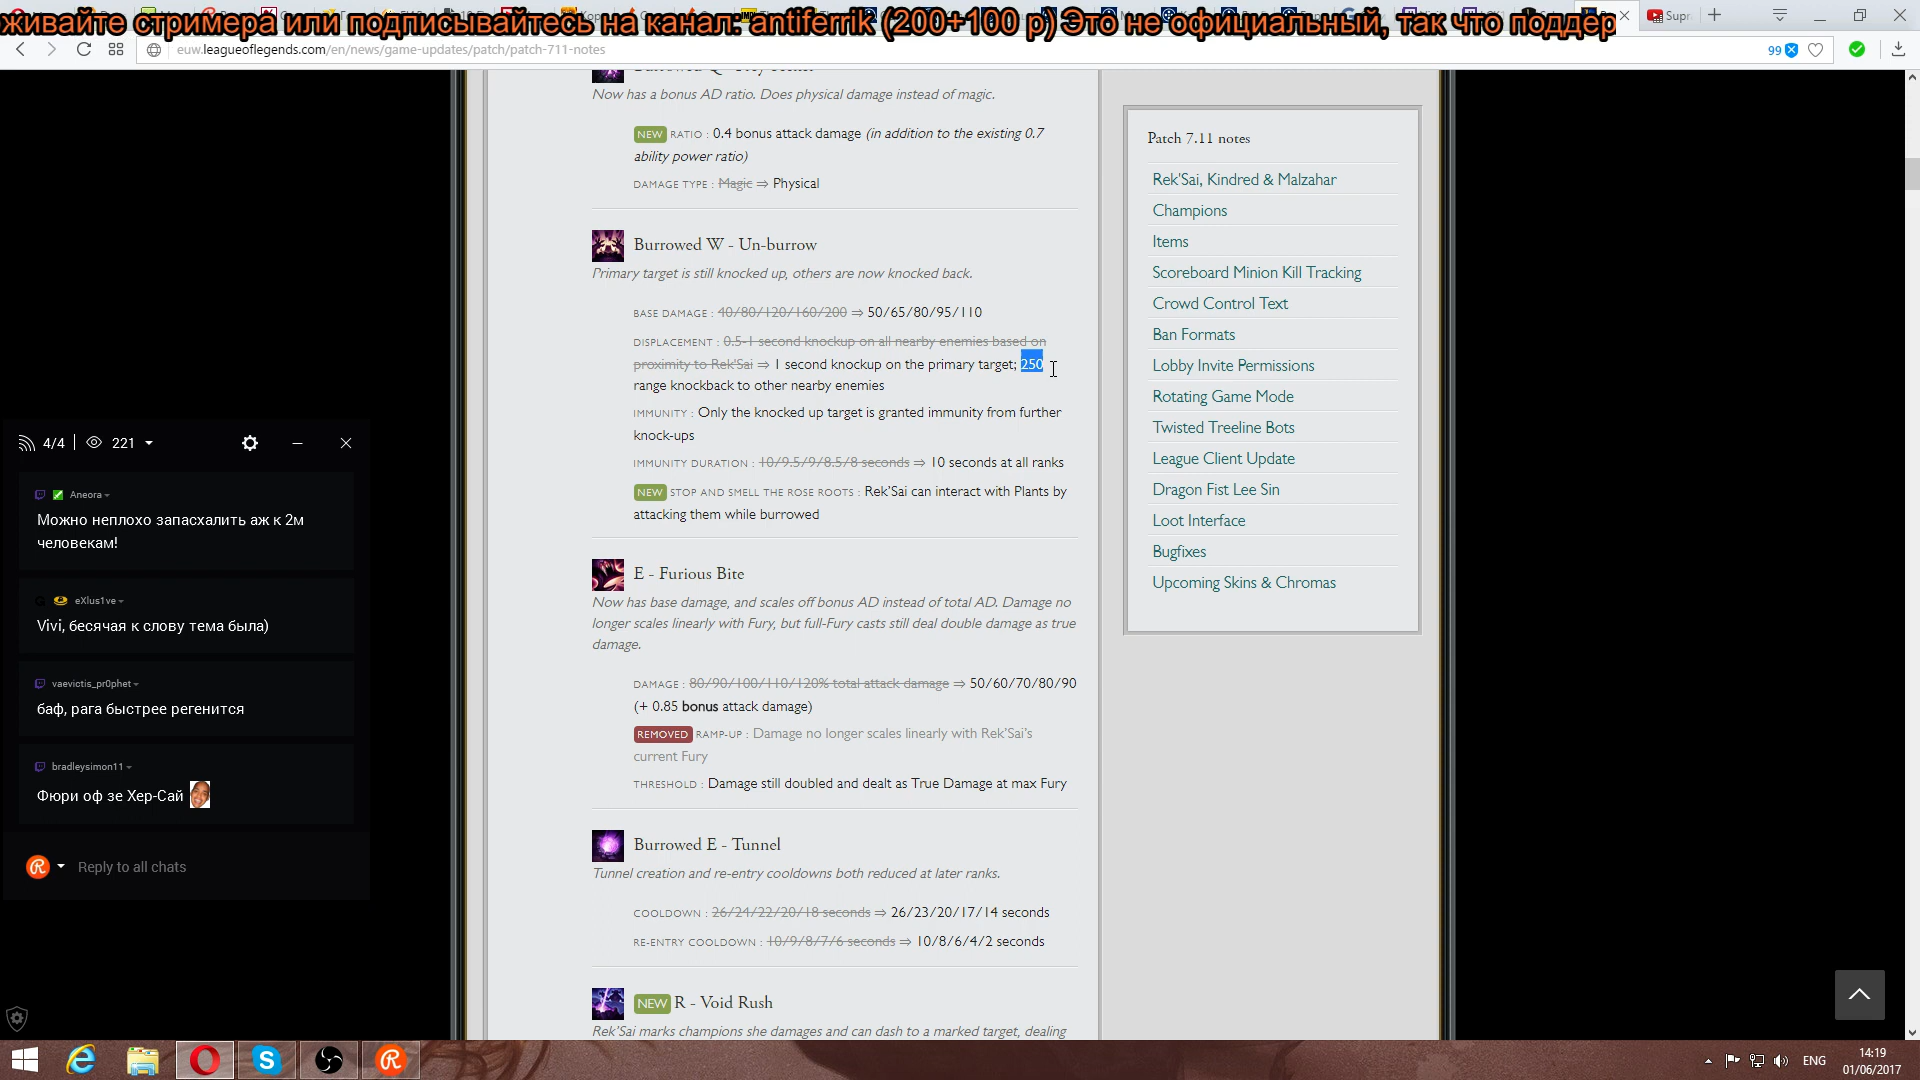 живайте стримера или подписывайтесь на канал: antiferrik (200+100 р) Это не официальный, так что поддер
Supr
euw.leagueoflegends.com/en/news/game-updates/patch/patch-711-notes
99
Now has a bonus AD ratio. Does physical damage instead of magic.
NEW RATIO : 0.4 bonus attack damage (in addition to the existing 0.7
ability power ratio)
DAMAGE TYPE : Magic ⇒ Physical
Burrowed W - Un-burrow
Primary target is still knocked up, others are now knocked back.
BASE DAMAGE : 40/80/120/160/200 ⇒ 50/65/80/95/110
DISPLACEMENT : 0.5-1 second knockup on all nearby enemies based on
proximity to Rek'Sai ⇒ 1 second knockup on the primary target; 250
range knockback to other nearby enemies
IMMUNITY : Only the knocked up target is granted immunity from further
knock-ups
IMMUNITY DURATION : 10/9.5/9/8.5/8 seconds ⇒ 10 seconds at all ranks
NEW STOP AND SMELL THE ROSE ROOTS : Rek'Sai can interact with Plants by
attacking them while burrowed
E - Furious Bite
Now has base damage, and scales off bonus AD instead of total AD. Damage no
longer scales linearly with Fury, but full-Fury casts still deal double damage as true
damage.
DAMAGE : 80/90/100/110/120% total attack damage ⇒ 50/60/70/80/90
(+ 0.85 bonus attack damage)
REMOVED RAMP-UP : Damage no longer scales linearly with Rek'Sai's
current Fury
THRESHOLD : Damage still doubled and dealt as True Damage at max Fury
Burrowed E - Tunnel
Tunnel creation and re-entry cooldowns both reduced at later ranks.
COOLDOWN : 26/24/22/20/18 seconds ⇒ 26/23/20/17/14 seconds
RE-ENTRY COOLDOWN : 10/9/8/7/6 seconds ⇒ 10/8/6/4/2 seconds
NEW R - Void Rush
Rek'Sai marks champions she damages and can dash to a marked target, dealing
Patch 7.11 notes
Rek'Sai, Kindred & Malzahar
Champions
Items
Scoreboard Minion Kill Tracking
Crowd Control Text
Ban Formats
Lobby Invite Permissions
Rotating Game Mode
Twisted Treeline Bots
League Client Update
Dragon Fist Lee Sin
Loot Interface
Bugfixes
Upcoming Skins & Chromas
4/4 221
Aneora
Можно неплохо запасхалить аж к 2м
человекам!
eXlus1ve
Vivi, бесячая к слову тема была)
vaevictis_pr0phet
баф, рага быстрее регенится
bradleysimon11
Фюри оф зе Хер-Сай
Reply to all chats
ENG
14:19
01/06/2017